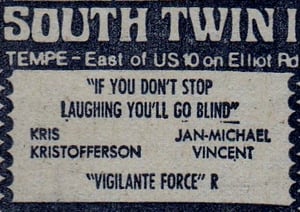 SOUTH TWIN I
TEMPE - East of US 10 on Elliot Rd
"IF YOU DON'T STOP
LAUGHING YOU'LL GO BLIND"
KRIS JAN-MICHAEL
KRISTOFFERSON VINCENT
"VIGILANTE FORCE" R